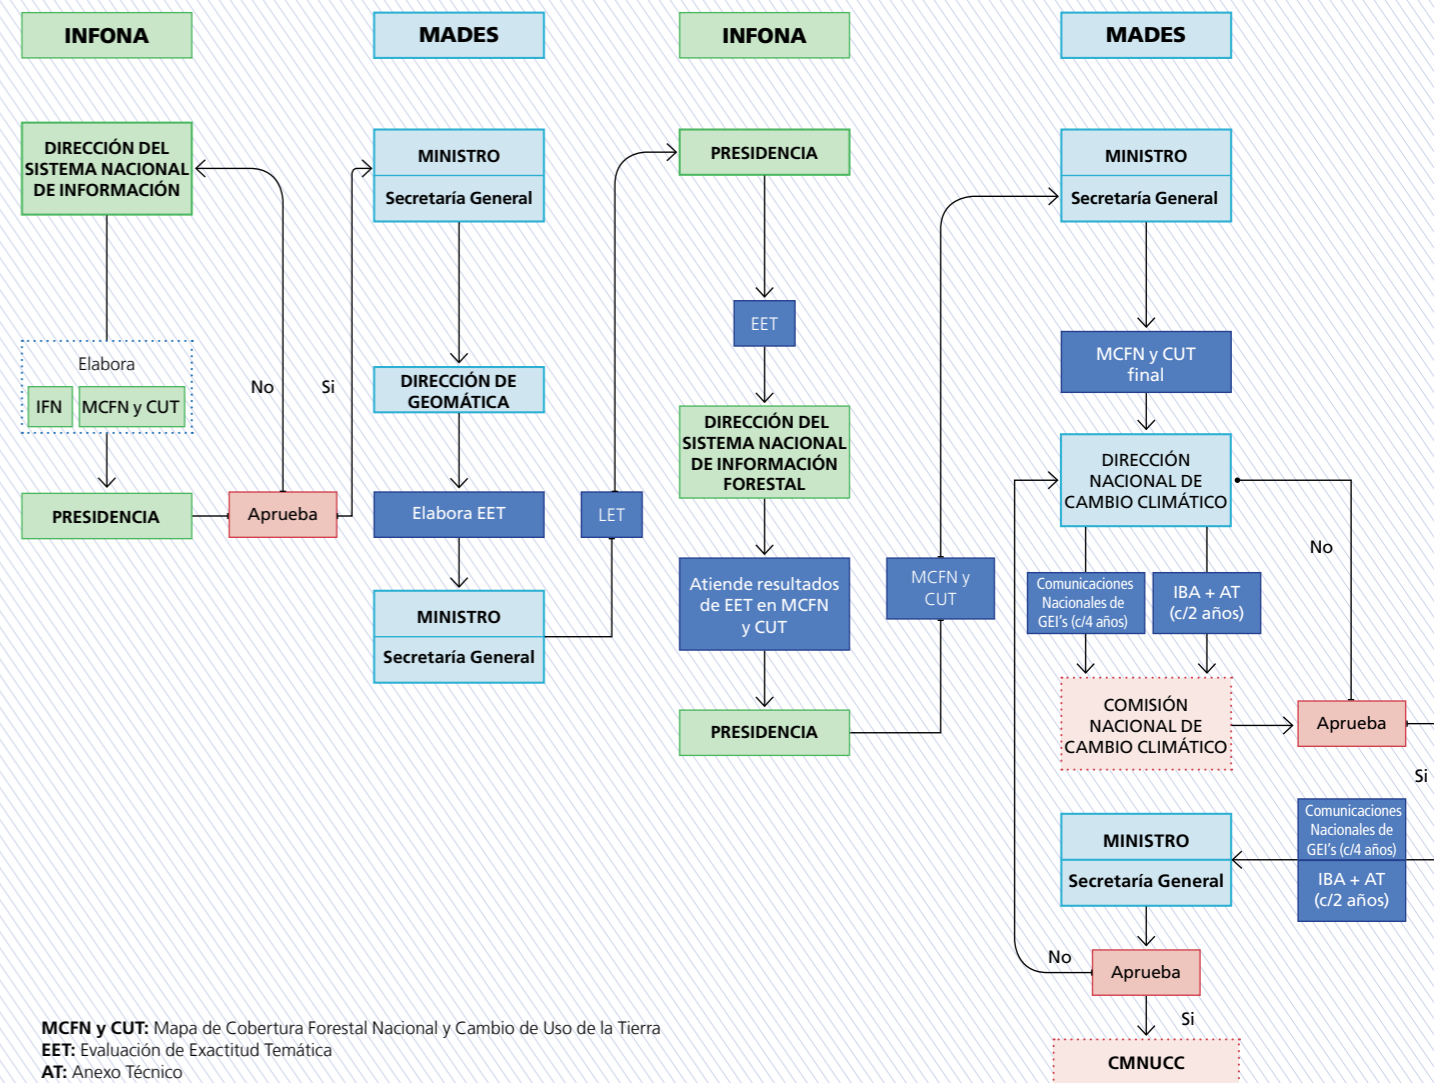 INFONA
MADES
INFONA
MADES
DIRECCIÓN DEL
SISTEMA NACIONAL
DE INFORMACIÓN
Elabora
IFN
MCFN y CUT
PRESIDENCIA
Aprueba
No
Si
MINISTRO
Secretaría General
DIRECCIÓN DE
GEOMÁTICA
Elabora EET
MINISTRO
Secretaría General
LET
PRESIDENCIA
EET
DIRECCIÓN DEL
SISTEMA NACIONAL
DE INFORMACIÓN
FORESTAL
Atiende resultados
de EET en MCFN
y CUT
PRESIDENCIA
MCFN y
CUT
MINISTRO
Secretaría General
MCFN y CUT
final
DIRECCIÓN
NACIONAL DE
CAMBIO CLIMÁTICO
Comunicaciones
Nacionales de
GEI's (c/4 años)
IBA + AT
(c/2 años)
No
COMISIÓN
NACIONAL DE
CAMBIO CLIMÁTICO
Aprueba
Si
Comunicaciones
Nacionales de
GEI's (c/4 años)
IBA + AT
(c/2 años)
MINISTRO
Secretaría General
No
Aprueba
Si
CMNUCC
MCFN y CUT: Mapa de Cobertura Forestal Nacional y Cambio de Uso de la Tierra
EET: Evaluación de Exactitud Temática
AT: Anexo Técnico